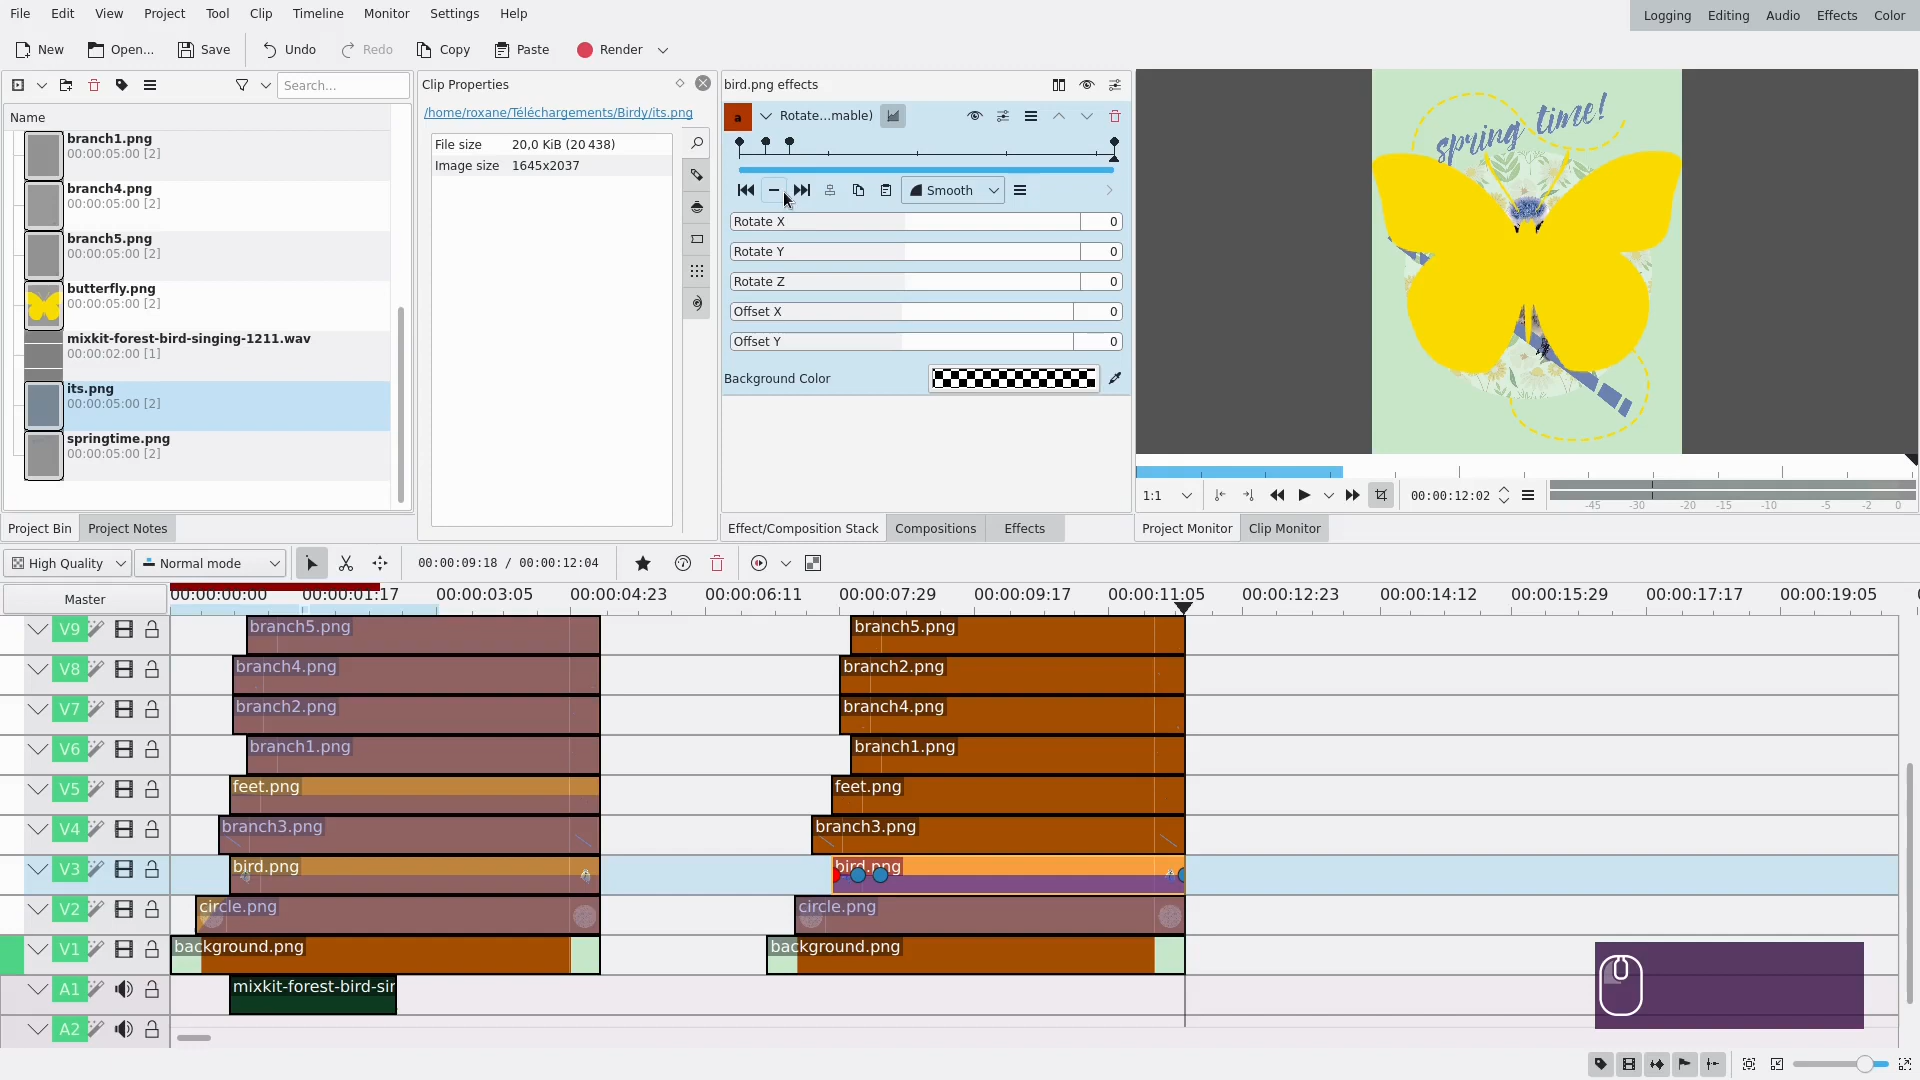 File Edit View Project Tool Clip Timeline Monitor Settings Help
Logging Editing Audio Effects Color
New Open... Save Undo Redo Copy Paste Render
Search...
Name
branch1.png
00:00:05:00 [2]
branch4.png
00:00:05:00 [2]
branch5.png
00:00:05:00 [2]
butterfly.png
00:00:05:00 [2]
mixkit-forest-bird-singing-1211.wav
00:00:02:00 [1]
its.png
00:00:05:00 [2]
springtime.png
00:00:05:00 [2]
Project Bin Project Notes
Clip Properties
/home/roxane/Téléchargements/Birdy/its.png
File size 20,0 KiB (20 438)
Image size 1645x2037
bird.png effects
a Rotate...mable)
Smooth
Rotate X 0
Rotate Y 0
Rotate Z 0
Offset X 0
Offset Y 0
Background Color
Effect/Composition Stack Compositions Effects
spring time!
1:1 00:00:12:02
-45 -30 -20 -15 -10 -5 -2 0
Project Monitor Clip Monitor
High Quality Normal mode 00:00:09:18 / 00:00:12:04
Master
00:00:00:00 00:00:01:17 00:00:03:05 00:00:04:23 00:00:06:11 00:00:07:29 00:00:09:17 00:00:11:05 00:00:12:23 00:00:14:12 00:00:15:29 00:00:17:17 00:00:19:05
V9 branch5.png branch5.png
V8 branch4.png branch2.png
V7 branch2.png branch4.png
V6 branch1.png branch1.png
V5 feet.png feet.png
V4 branch3.png branch3.png
V3 bird.png bird.png
V2 circle.png circle.png
V1 background.png background.png
A1 mixkit-forest-bird-sin
A2